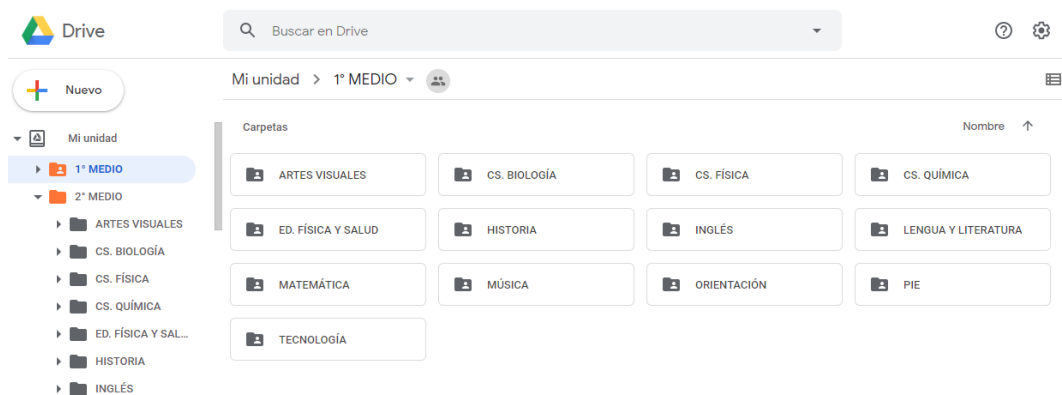 Drive
Buscar en Drive
Nuevo
Mi unidad > 1° MEDIO
Mi unidad
1° MEDIO
2° MEDIO
ARTES VISUALES
CS. BIOLOGÍA
CS. FÍSICA
CS. QUÍMICA
ED. FÍSICA Y SAL...
HISTORIA
INGLÉS
Carpetas
Nombre
ARTES VISUALES
CS. BIOLOGÍA
CS. FÍSICA
CS. QUÍMICA
ED. FÍSICA Y SALUD
HISTORIA
INGLÉS
LENGUA Y LITERATURA
MATEMÁTICA
MÚSICA
ORIENTACIÓN
PIE
TECNOLOGÍA